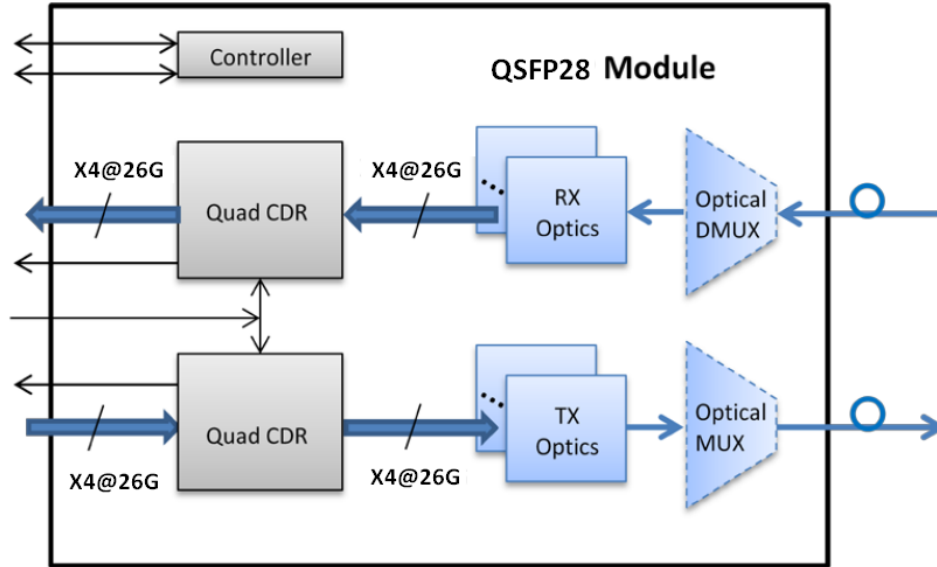 Controller
QSFP28 Module
X4@26G
X4@26G
Quad CDR
RX
Optics
Optical
DMUX
Quad CDR
TX
Optics
Optical
MUX
X4@26G
X4@26G